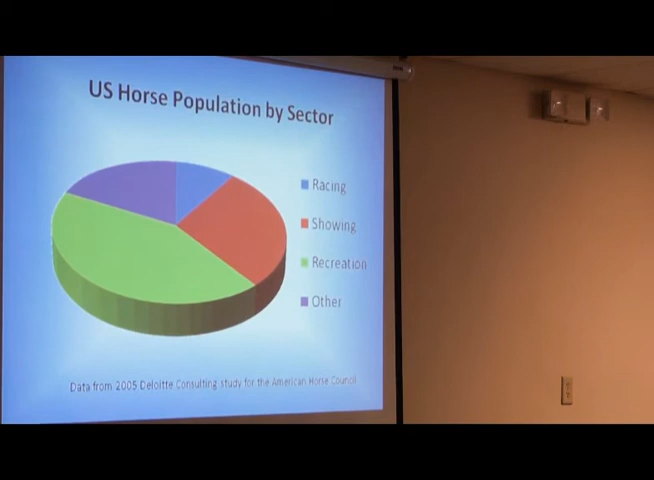 US Horse Population by Sector
Racing
Showing
Recreation
Other
Data from 2005 Deloitte Consulting study for the American Horse Council